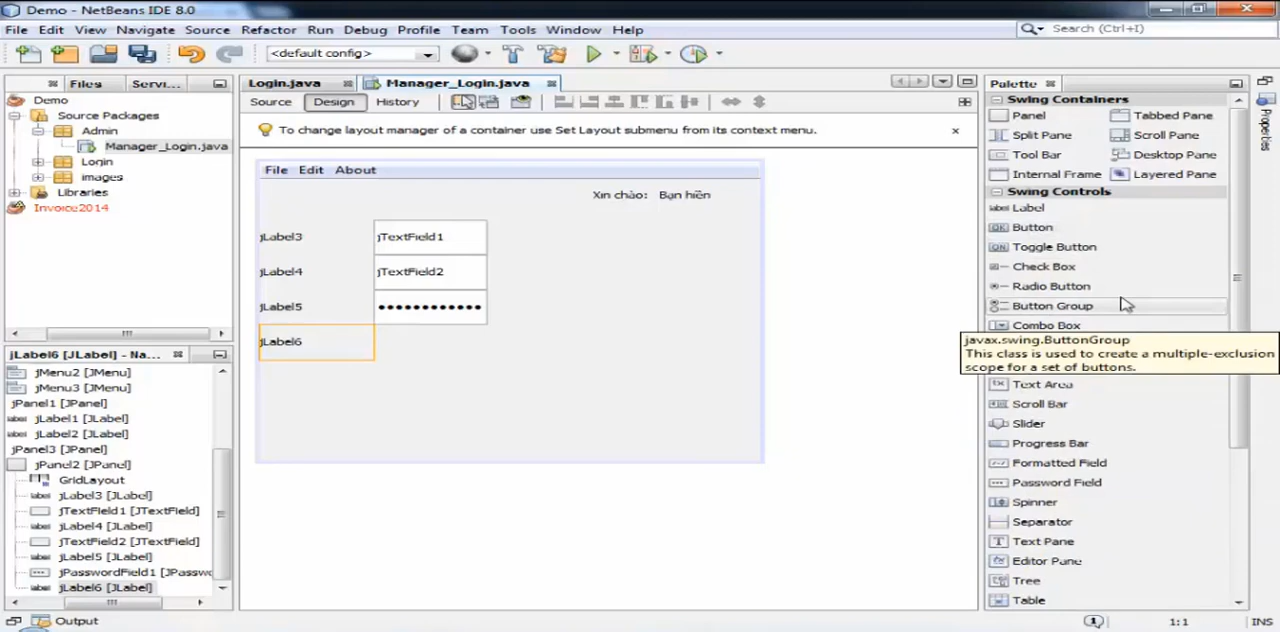 Demo - NetBeans IDE 8.0
File Edit View Navigate Source Refactor Run Debug Profile Team Tools Window Help
Search (Ctrl+I)
<default config>
Files Servi...
Login.java Manager_Login.java
Palette
Source Design History
To change layout manager of a container use Set Layout submenu from its context menu.
Demo
Source Packages
Admin
Manager_Login.java
Login
images
Libraries
Invoice2014
File Edit About
Xin chào: Bạn hiền
jLabel3 jTextField1
jLabel4 jTextField2
jLabel5
jLabel6
jLabel6 [JLabel] - Na...
jMenu2 [JMenu]
jMenu3 [JMenu]
jPanel1 [JPanel]
jLabel1 [JLabel]
jLabel2 [JLabel]
jPanel3 [JPanel]
jPanel2 [JPanel]
GridLayout
jLabel3 [JLabel]
jTextField1 [JTextField]
jLabel4 [JLabel]
jTextField2 [JTextField]
jLabel5 [JLabel]
jPasswordField1 [JPasswo
jLabel6 [JLabel]
Output
Swing Containers
Panel Tabbed Pane
Split Pane Scroll Pane
Tool Bar Desktop Pane
Internal Frame Layered Pane
Swing Controls
Label
Button
Toggle Button
Check Box
Radio Button
Button Group
Combo Box
javax.swing.ButtonGroup
This class is used to create a multiple-exclusion
scope for a set of buttons.
Text Area
Scroll Bar
Slider
Progress Bar
Formatted Field
Password Field
Spinner
Separator
Text Pane
Editor Pane
Tree
Table
Properties
1:1 INS